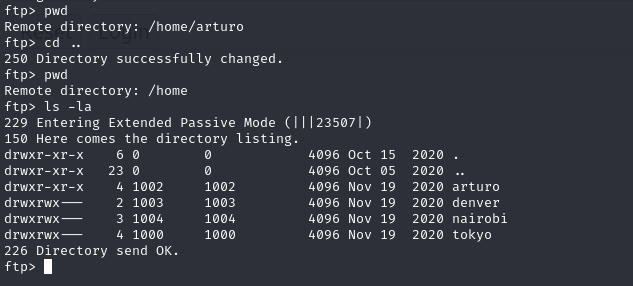 ftp> pwd
Remote directory: /home/arturo
ftp> cd ..
250 Directory successfully changed.
ftp> pwd
Remote directory: /home
ftp> ls -la
229 Entering Extended Passive Mode (|||23507|)
150 Here comes the directory listing.
drwxr-xr-x    6 0        0            4096 Oct 15  2020 .
drwxr-xr-x   23 0        0            4096 Oct 05  2020 ..
drwxr-xr-x    4 1002     1002         4096 Nov 19  2020 arturo
drwxrwx---    2 1003     1003         4096 Nov 19  2020 denver
drwxrwx---    3 1004     1004         4096 Nov 19  2020 nairobi
drwxrwx---    4 1000     1000         4096 Nov 19  2020 tokyo
226 Directory send OK.
ftp>